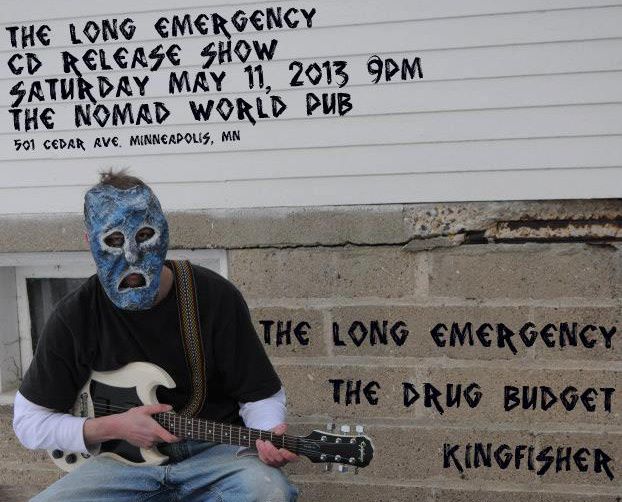 THE LONG EMERGENCY
CD RELEASE SHOW
SATURDAY MAY 11, 2013 9PM
THE NOMAD WORLD PUB
501 CEDAR AVE. MINNEAPOLIS, MN
THE LONG EMERGENCY
THE DRUG BUDGET
KINGFISHER